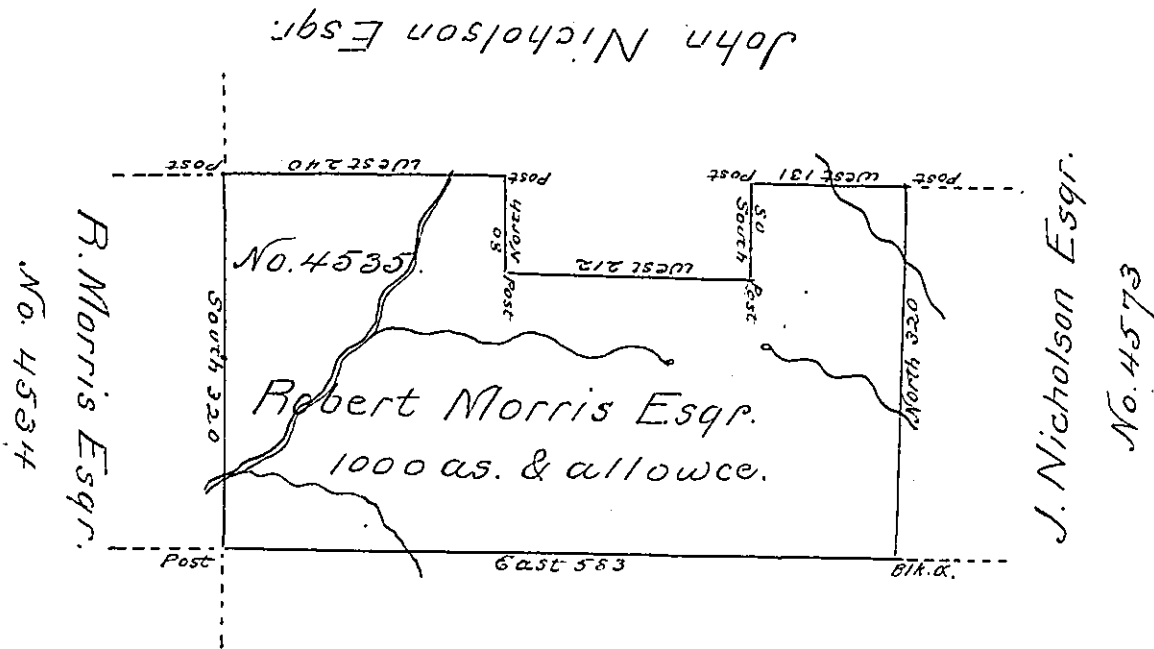 John Nicholson Esqr.
Post
West 240
Post
Post
West 131
Post
North
80
80
South
No. 4535.
West 212
Post
Post
South 320
North 320
R. Morris Esqr.
No. 4534
J. Nicholson Esqr.
No. 4573
Robert Morris Esqr.
1000 as. & allowce.
Post
East 583
Blk. O.